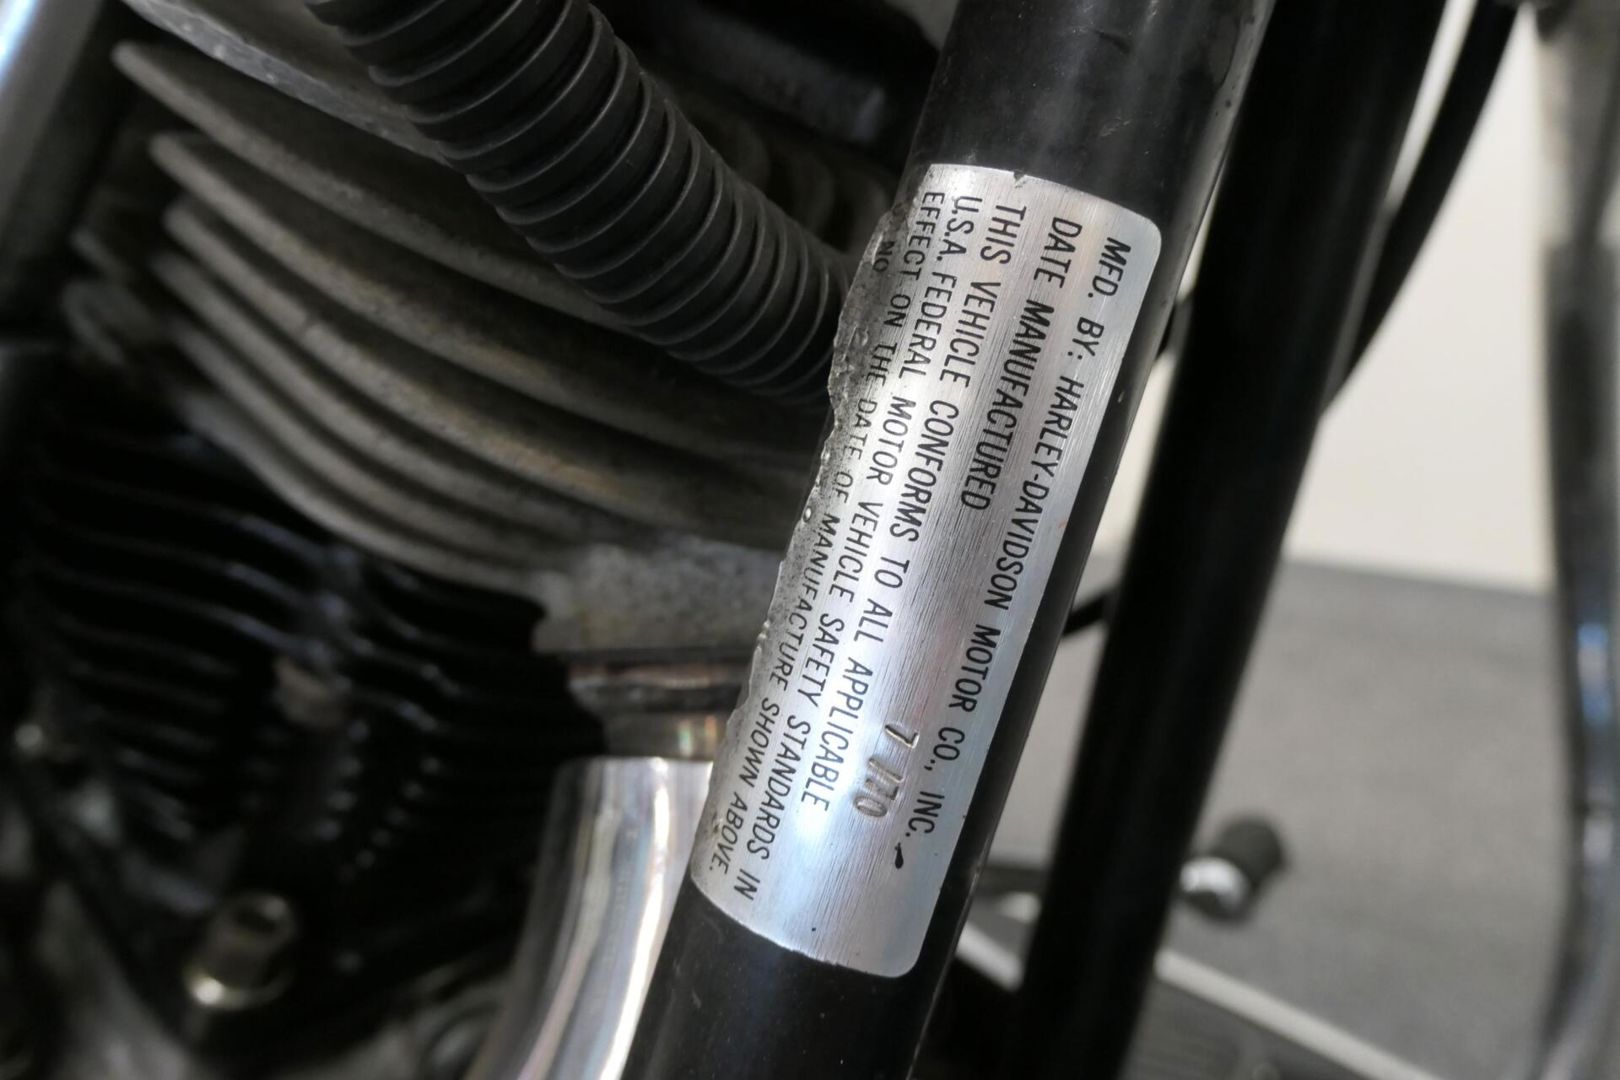 MFD. BY: HARLEY-DAVIDSON MOTOR CO., INC.
DATE MANUFACTURED 7/70
THIS VEHICLE CONFORMS TO ALL APPLICABLE
U.S.A. FEDERAL MOTOR VEHICLE SAFETY STANDARDS IN
EFFECT ON THE DATE OF MANUFACTURE SHOWN ABOVE.
NO.